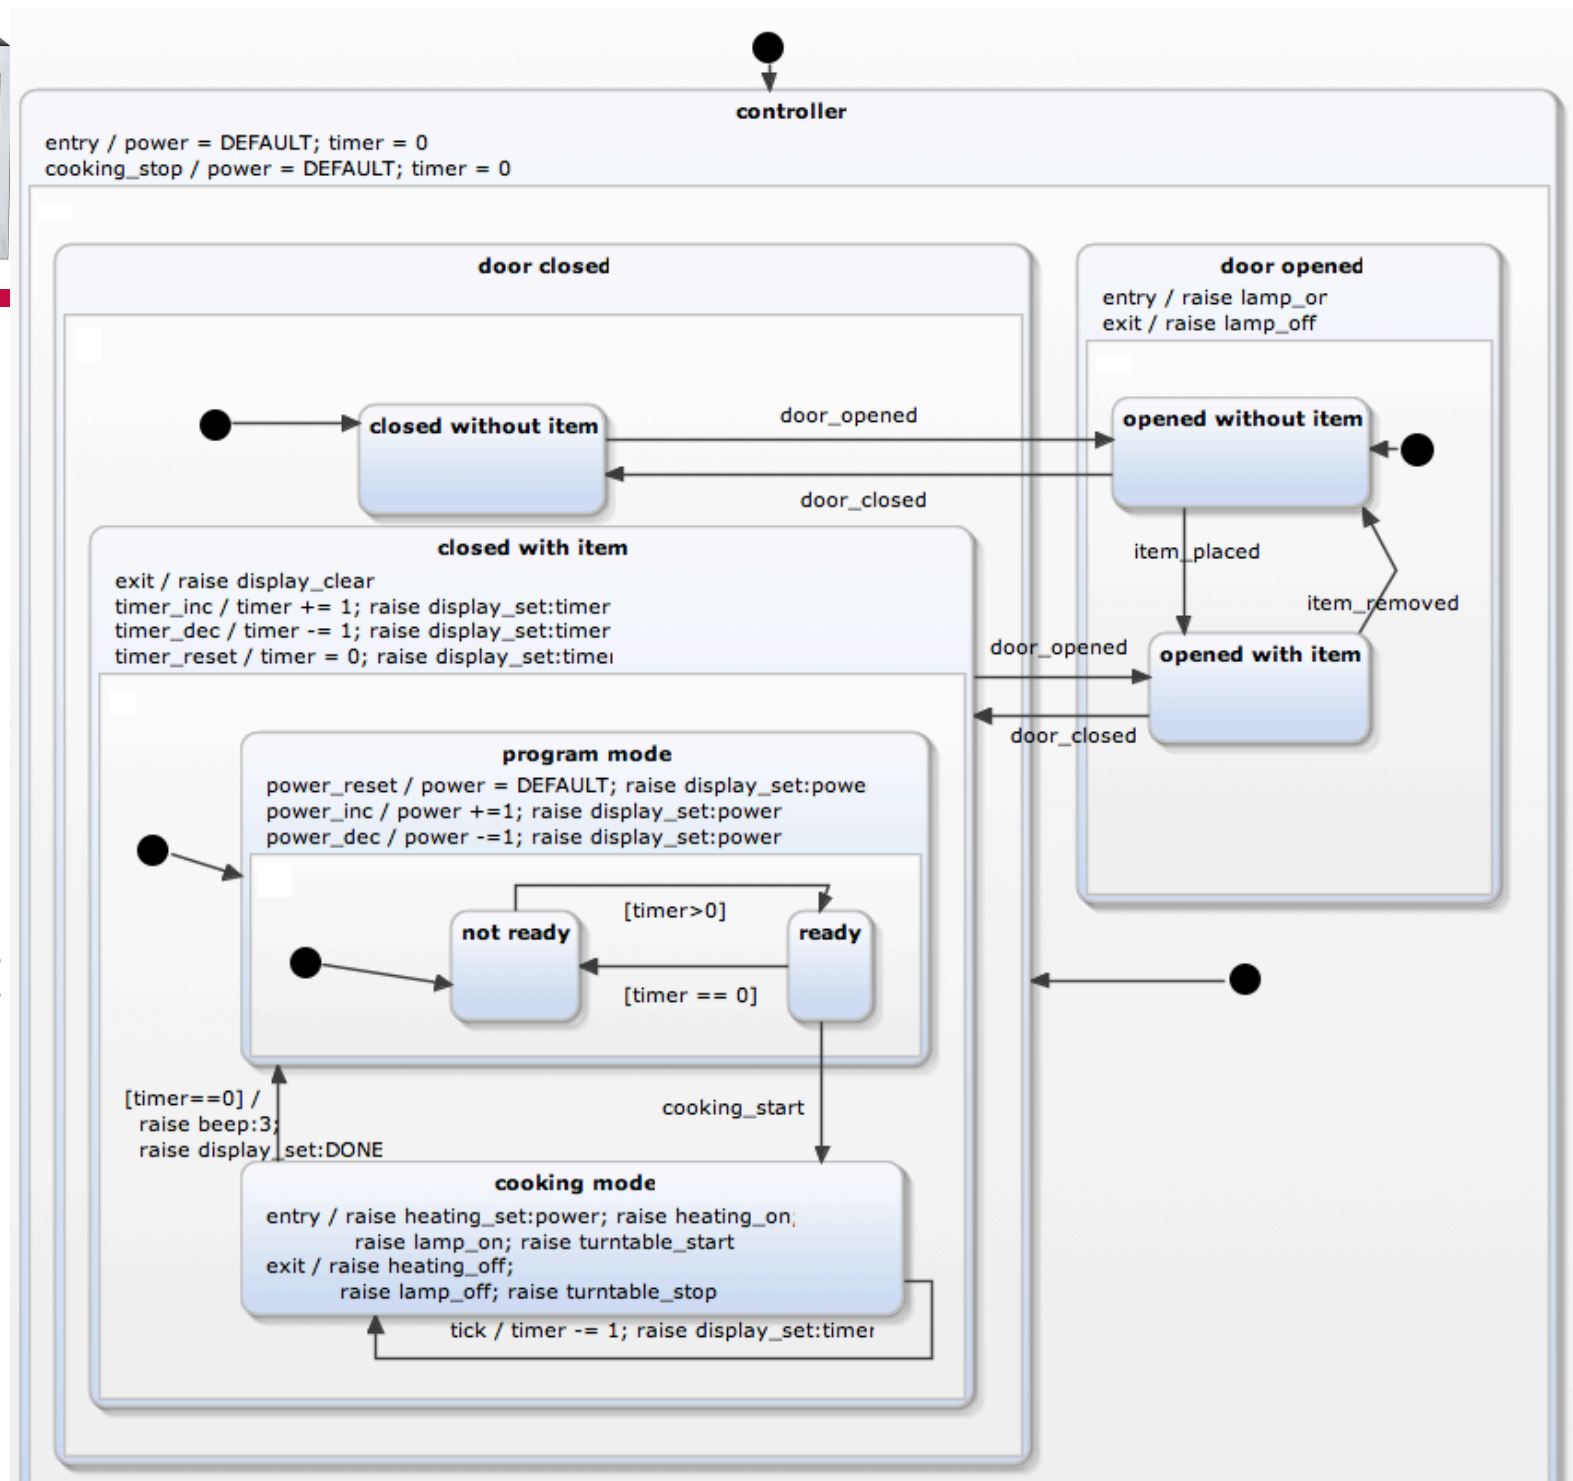 controller
entry / power = DEFAULT; timer = 0
cooking_stop / power = DEFAULT; timer = 0
door closed
door opened
entry / raise lamp_or
exit / raise lamp_off
closed without item
door_opened
opened without item
door_closed
item_placed
item_removed
closed with item
exit / raise display_clear
timer_inc / timer += 1; raise display_set:timer
timer_dec / timer -= 1; raise display_set:timer
timer_reset / timer = 0; raise display_set:timer
door_opened
opened with item
door_closed
program mode
power_reset / power = DEFAULT; raise display_set:powe
power_inc / power +=1; raise display_set:power
power_dec / power -=1; raise display_set:power
[timer>0]
not ready
ready
[timer == 0]
[timer==0] /
raise beep:3;
raise display_set:DONE
cooking_start
cooking mode
entry / raise heating_set:power; raise heating_on;
raise lamp_on; raise turntable_start
exit / raise heating_off;
raise lamp_off; raise turntable_stop
tick / timer -= 1; raise display_set:timer